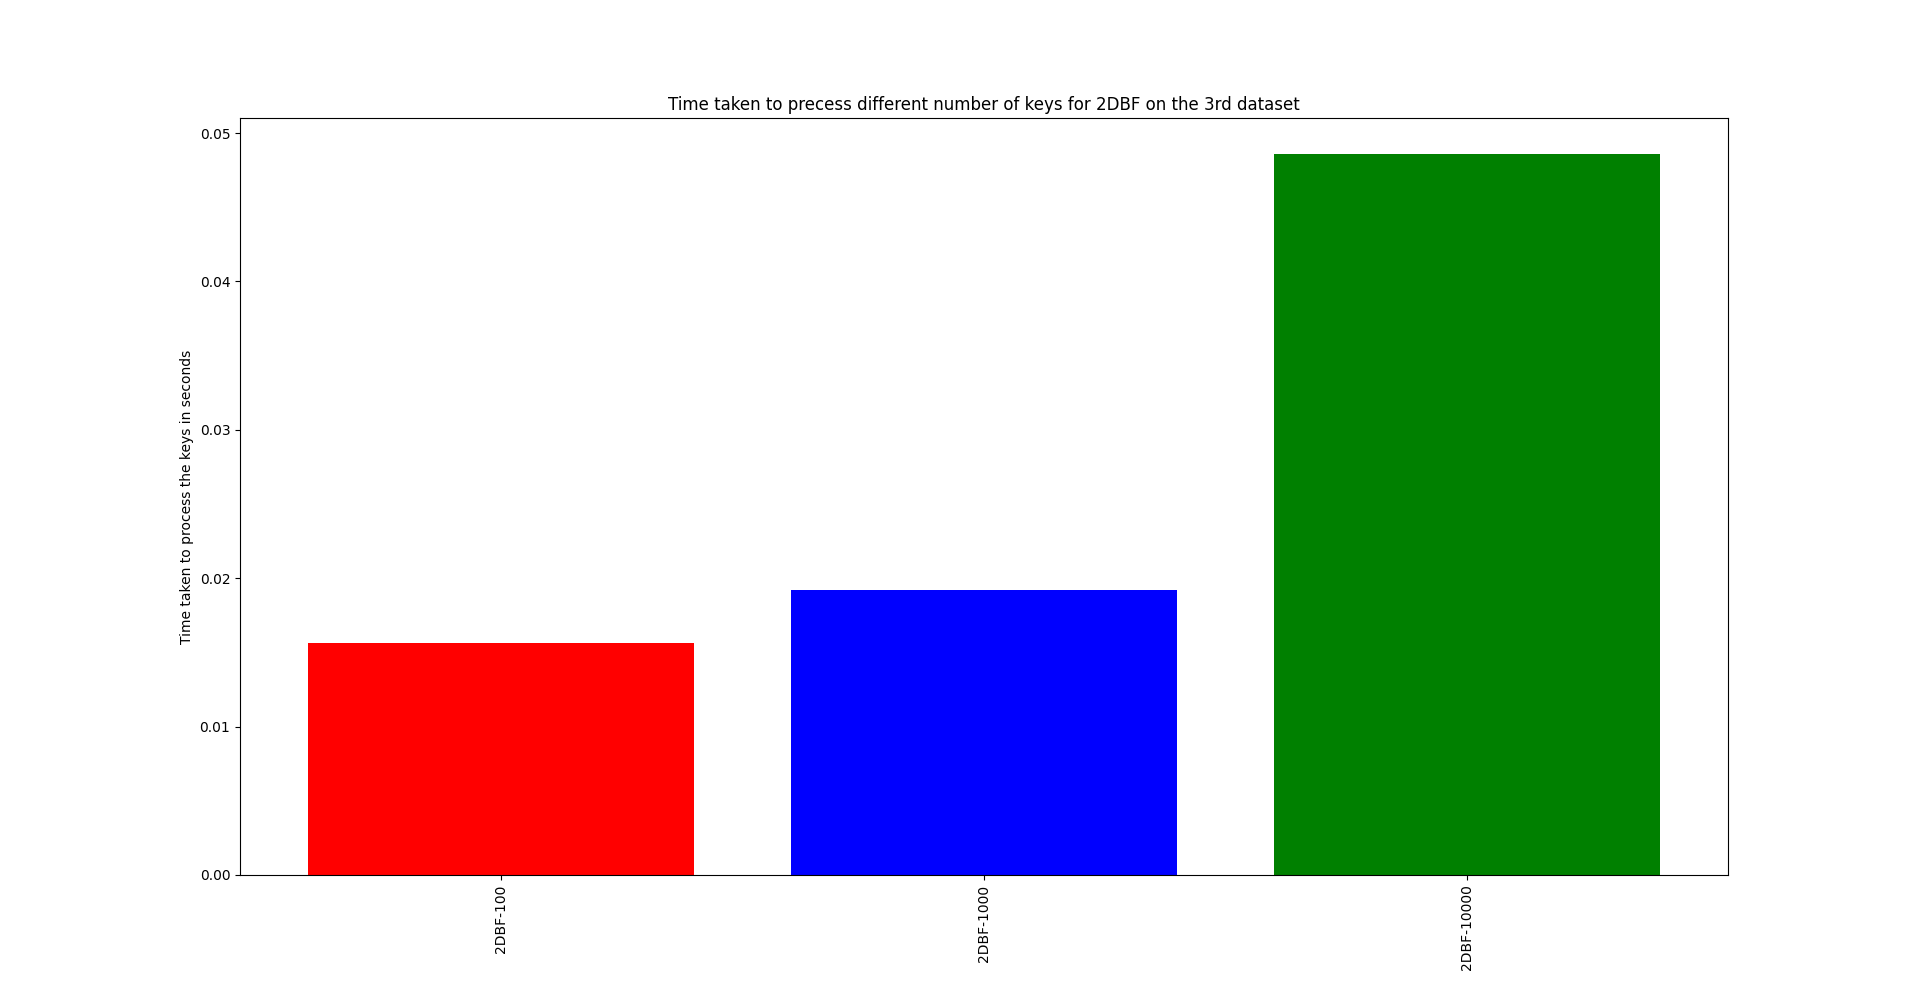 Time taken to precess different number of keys for 2DBF on the 3rd dataset
Time taken to process the keys in seconds
0.05
0.04
0.03
0.02
0.01
0.00
2DBF-100
2DBF-1000
2DBF-10000